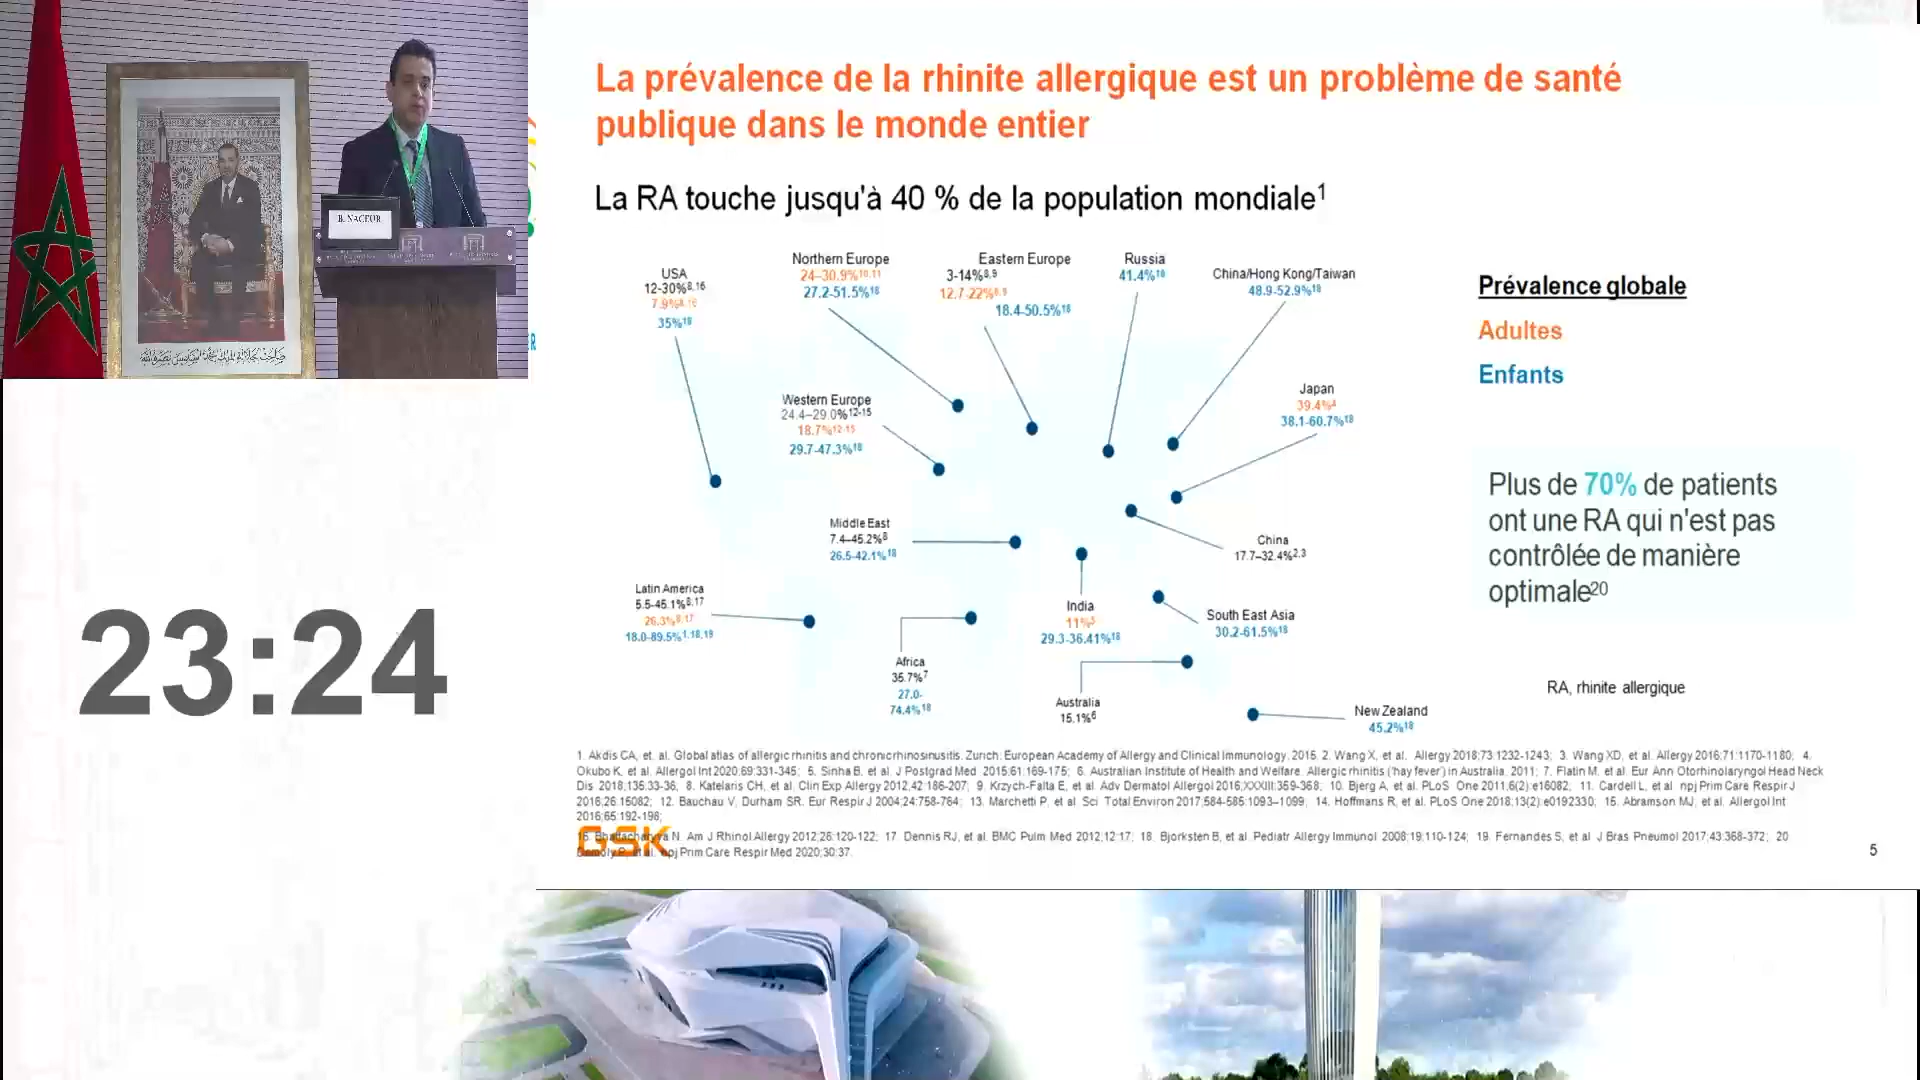 B. NACEUR
23:24
La prévalence de la rhinite allergique est un problème de santé
publique dans le monde entier
La RA touche jusqu'à 40 % de la population mondiale1
USA
12-30%8,16
7.9%8,16
35%18
Northern Europe
24–30.9%10,11
27.2-51.5%18
Eastern Europe
3-14%8,9
12.7-22%8,9
18.4-50.5%18
Russia
41.4%18
China/Hong Kong/Taiwan
48.9-52.9%18
Western Europe
24.4–29.0%12-15
18.7%12-15
29.7-47.3%18
Japan
39.4%4
38.1-60.7%18
Middle East
7.4–45.2%8
26.5-42.1%18
China
17.7–32.4%2,3
Latin America
5.5-45.1%8,17
26.3%8,17
18.0-89.5%1,18,19
India
11%5
29.3-36.41%18
South East Asia
30.2-61.5%18
Africa
35.7%7
27.0-
74.4%18
Australia
15.1%6
New Zealand
45.2%18
Prévalence globale
Adultes
Enfants
Plus de 70% de patients
ont une RA qui n'est pas
contrôlée de manière
optimale20
RA, rhinite allergique
1. Akdis CA, et. al. Global atlas of allergic rhinitis and chronic rhinosinusitis. Zurich: European Academy of Allergy and Clinical Immunology, 2015. 2. Wang X, et al. Allergy 2018;73:1232-1243; 3. Wang XD, et al. Allergy 2016;71:1170-1180; 4.
Okubo K, et al. Allergol Int 2020;69:331-345; 5. Sinha B, et al. J Postgrad Med 2015;61:169-175; 6. Australian Institute of Health and Welfare. Allergic rhinitis ('hay fever') in Australia. 2011; 7. Flatin M, et al. Eur Ann Otorhinolaryngol Head Neck
Dis 2018;135:33-36, 8. Katelaris CH, et al. Clin Exp Allergy 2012;42:186-207; 9. Krzych-Falta E, et al. Adv Dermatol Allergol 2016;XXXIII:359-368; 10. Bjerg A, et al. PLoS One 2011;6(2):e16082; 11. Cardell L, et al. npj Prim Care Respir J
2016;26:15082; 12. Bauchau V, Durham SR. Eur Respir J 2004;24:758-764; 13. Marchetti P, et al. Sci Total Environ 2017;584-585:1093–1099; 14. Hoffmans R, et al. PLoS One 2018;13(2):e0192330; 15. Abramson MJ, et al. Allergol Int
2016;65:192-198;
16. Bhattacharyya N. Am J Rhinol Allergy 2012;26:120-122; 17. Dennis RJ, et al. BMC Pulm Med 2012;12:17; 18. Bjorksten B, et al. Pediatr Allergy Immunol 2008;19:110-124; 19. Fernandes S, et al. J Bras Pneumol 2017;43:368-372; 20
Demoly P, et al. npj Prim Care Respir Med 2020;30:37.
GSK
5